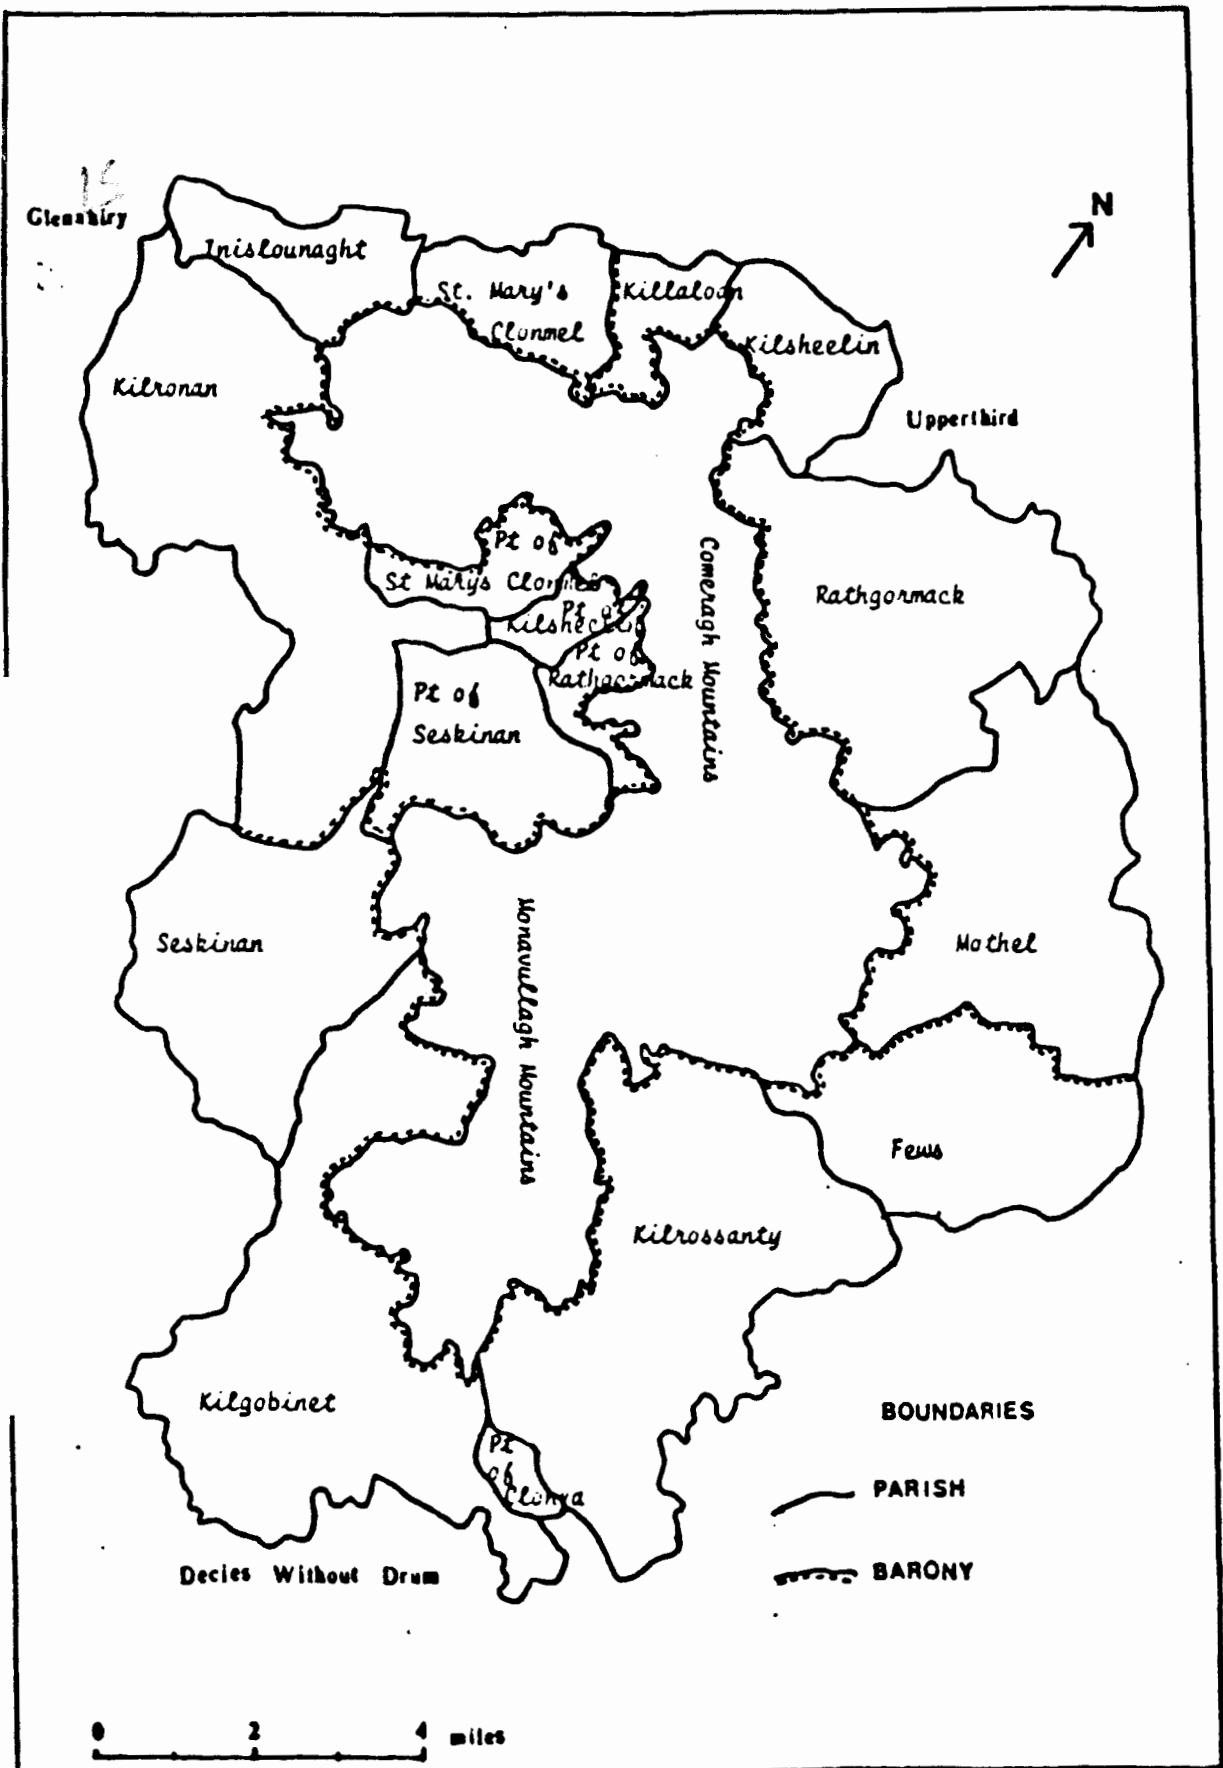 15
Glenahiry
N
Inislounaght
St. Mary's
Clonmel
Killaloan
Kilsheelin
Kilronan
Upperthird
Pt of
St Marys Clonmel
Pt of
Kilsheelin
Pt of
Rathgormack
Comeragh Mountains
Rathgormack
Pt of
Seskinan
Seskinan
Monavullagh Mountains
Mothel
Fews
Kilrossanty
Kilgobinet
Pt
of
Clonea
BOUNDARIES
PARISH
BARONY
Decies Without Drum
0 2 4 miles